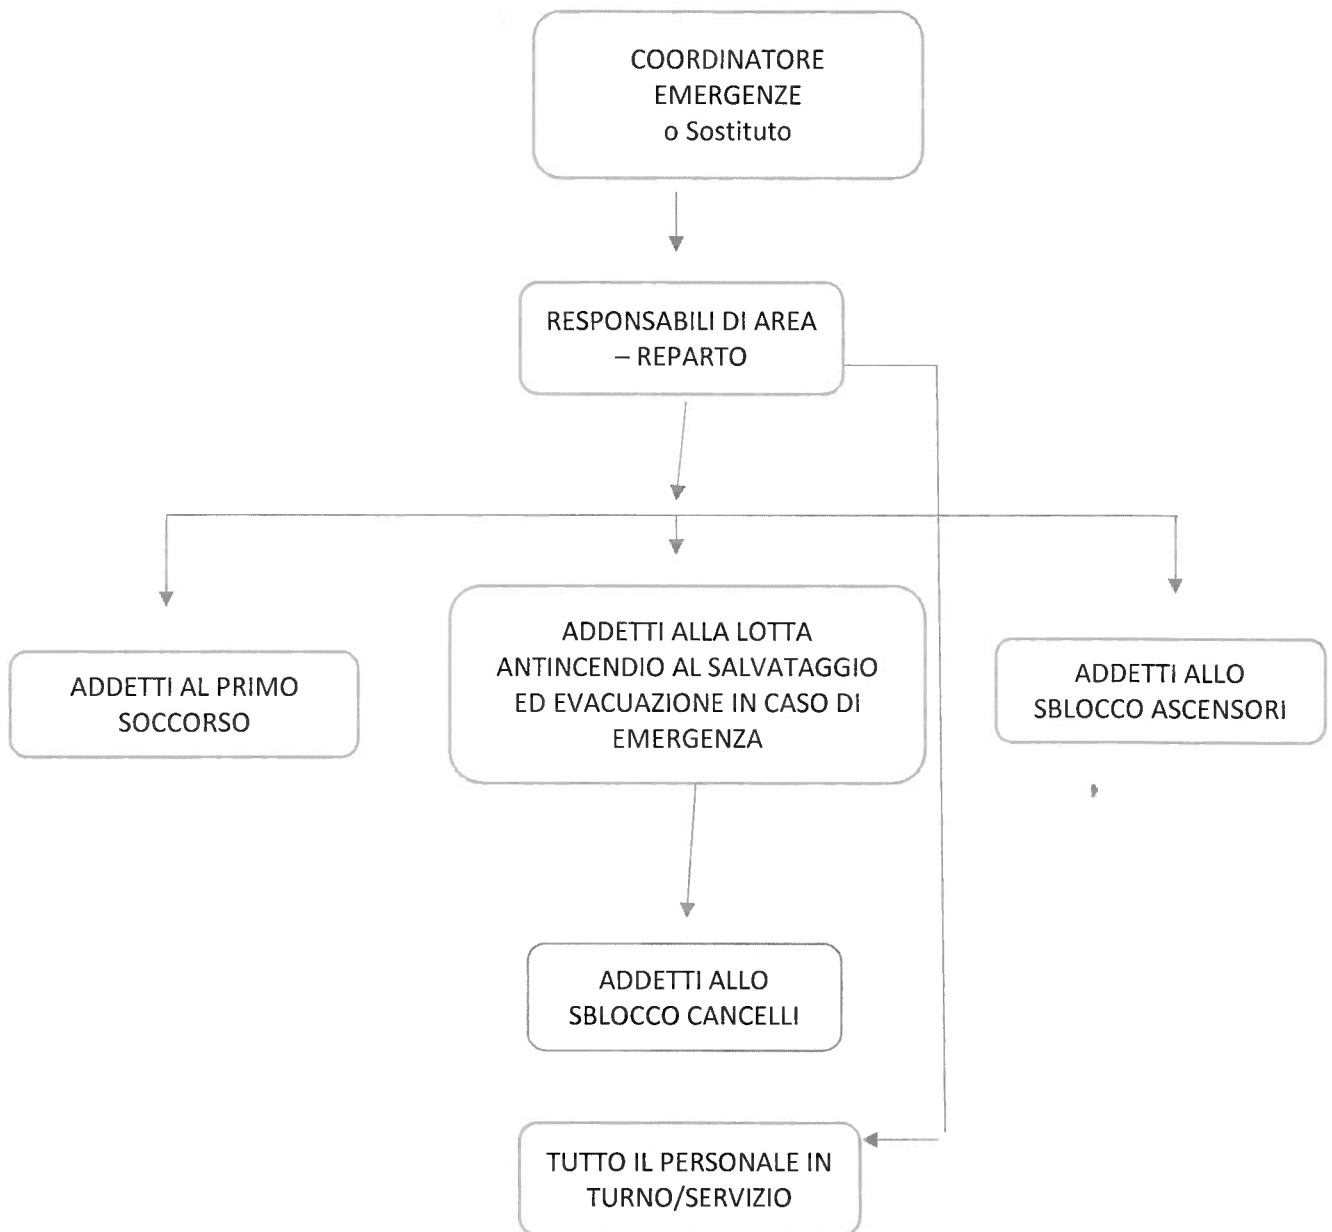 COORDINATORE
EMERGENZE
o Sostituto
RESPONSABILI DI AREA
– REPARTO
ADDETTI AL PRIMO
SOCCORSO
ADDETTI ALLA LOTTA
ANTINCENDIO AL SALVATAGGIO
ED EVACUAZIONE IN CASO DI
EMERGENZA
ADDETTI ALLO
SBLOCCO ASCENSORI
ADDETTI ALLO
SBLOCCO CANCELLI
TUTTO IL PERSONALE IN
TURNO/SERVIZIO